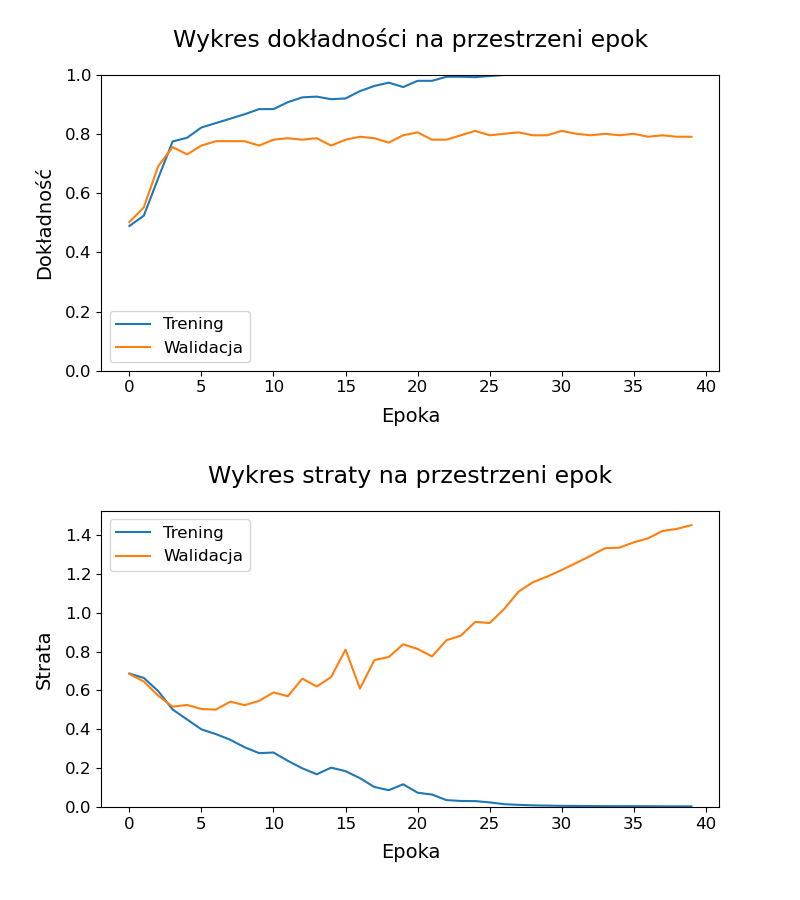 Wykres dokładności na przestrzeni epok
1.0
0.8
0.6
0.4
0.2
0.0
Dokładność
Trening
Walidacja
0 5 10 15 20 25 30 35 40
Epoka
Wykres straty na przestrzeni epok
Trening
Walidacja
1.4
1.2
1.0
0.8
0.6
0.4
0.2
0.0
Strata
0 5 10 15 20 25 30 35 40
Epoka